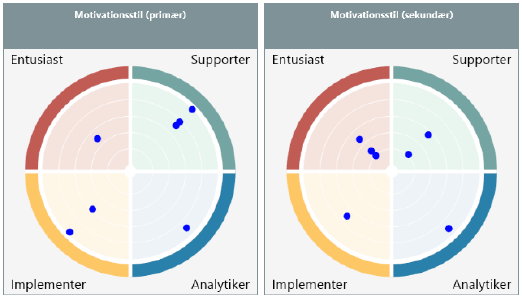 Motivationsstil (primær)
Entusiast
Supporter
Implementer
Analytiker
Motivationsstil (sekundær)
Entusiast
Supporter
Implementer
Analytiker